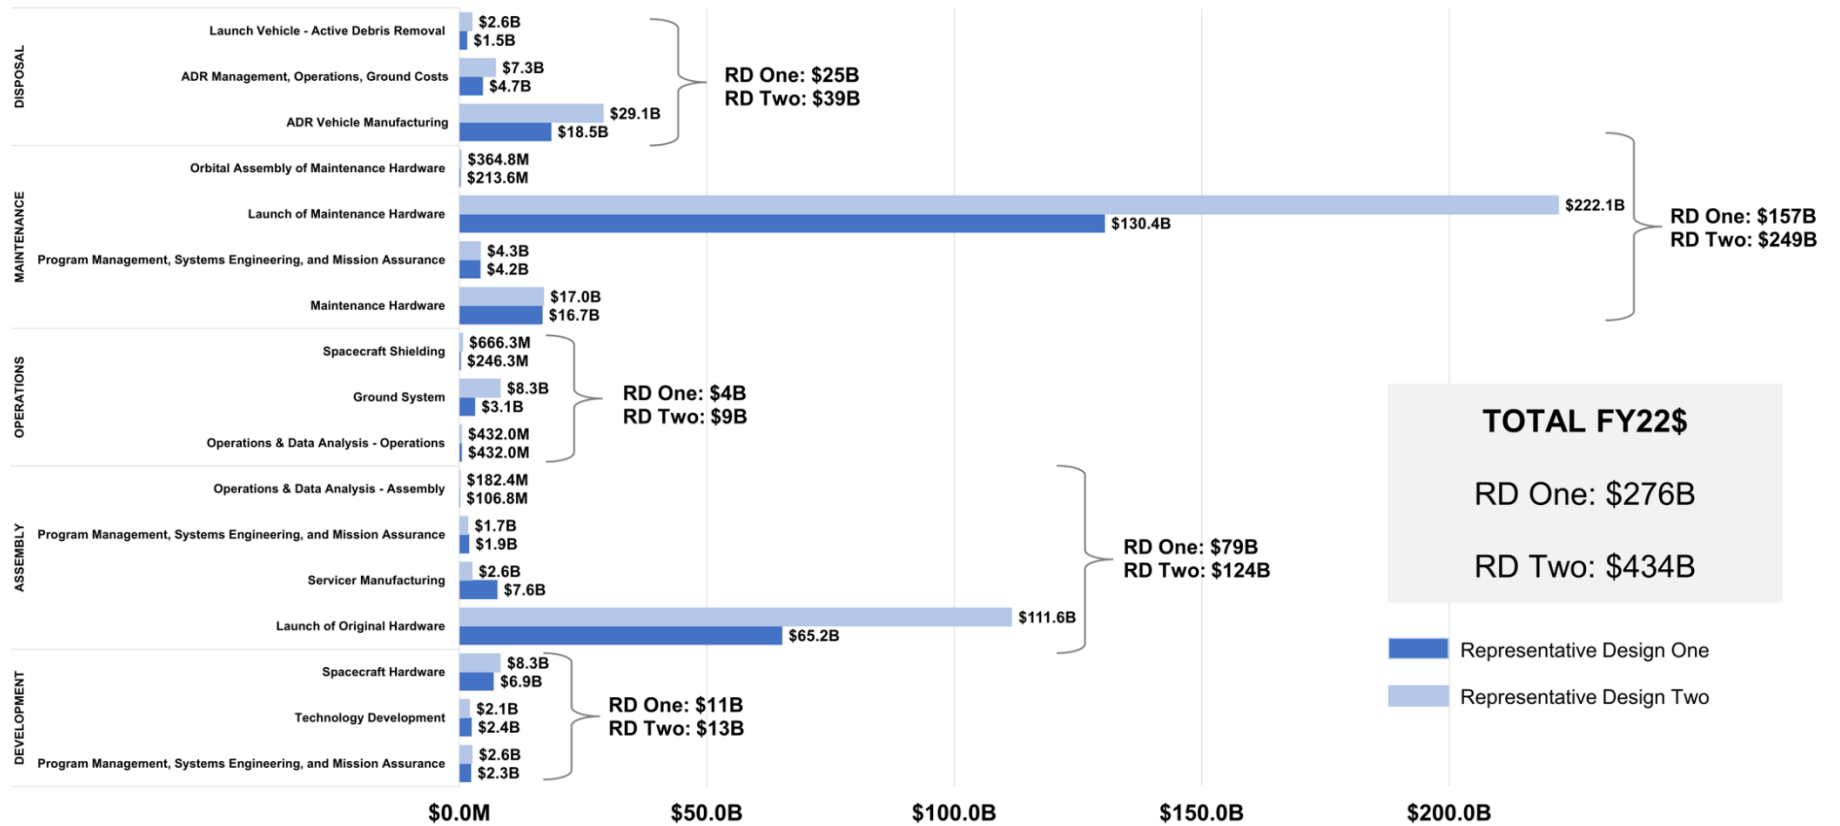 DISPOSAL
Launch Vehicle - Active Debris Removal
$2.6B
$1.5B
ADR Management, Operations, Ground Costs
$7.3B
$4.7B
ADR Vehicle Manufacturing
$29.1B
$18.5B
RD One: $25B
RD Two: $39B
MAINTENANCE
Orbital Assembly of Maintenance Hardware
$364.8M
$213.6M
Launch of Maintenance Hardware
$222.1B
$130.4B
Program Management, Systems Engineering, and Mission Assurance
$4.3B
$4.2B
Maintenance Hardware
$17.0B
$16.7B
RD One: $157B
RD Two: $249B
OPERATIONS
Spacecraft Shielding
$666.3M
$246.3M
Ground System
$8.3B
$3.1B
Operations & Data Analysis - Operations
$432.0M
$432.0M
RD One: $4B
RD Two: $9B
ASSEMBLY
Operations & Data Analysis - Assembly
$182.4M
$106.8M
Program Management, Systems Engineering, and Mission Assurance
$1.7B
$1.9B
Servicer Manufacturing
$2.6B
$7.6B
Launch of Original Hardware
$111.6B
$65.2B
RD One: $79B
RD Two: $124B
DEVELOPMENT
Spacecraft Hardware
$8.3B
$6.9B
Technology Development
$2.1B
$2.4B
Program Management, Systems Engineering, and Mission Assurance
$2.6B
$2.3B
RD One: $11B
RD Two: $13B
TOTAL FY22$
RD One: $276B
RD Two: $434B
Representative Design One
Representative Design Two
$0.0M
$50.0B
$100.0B
$150.0B
$200.0B